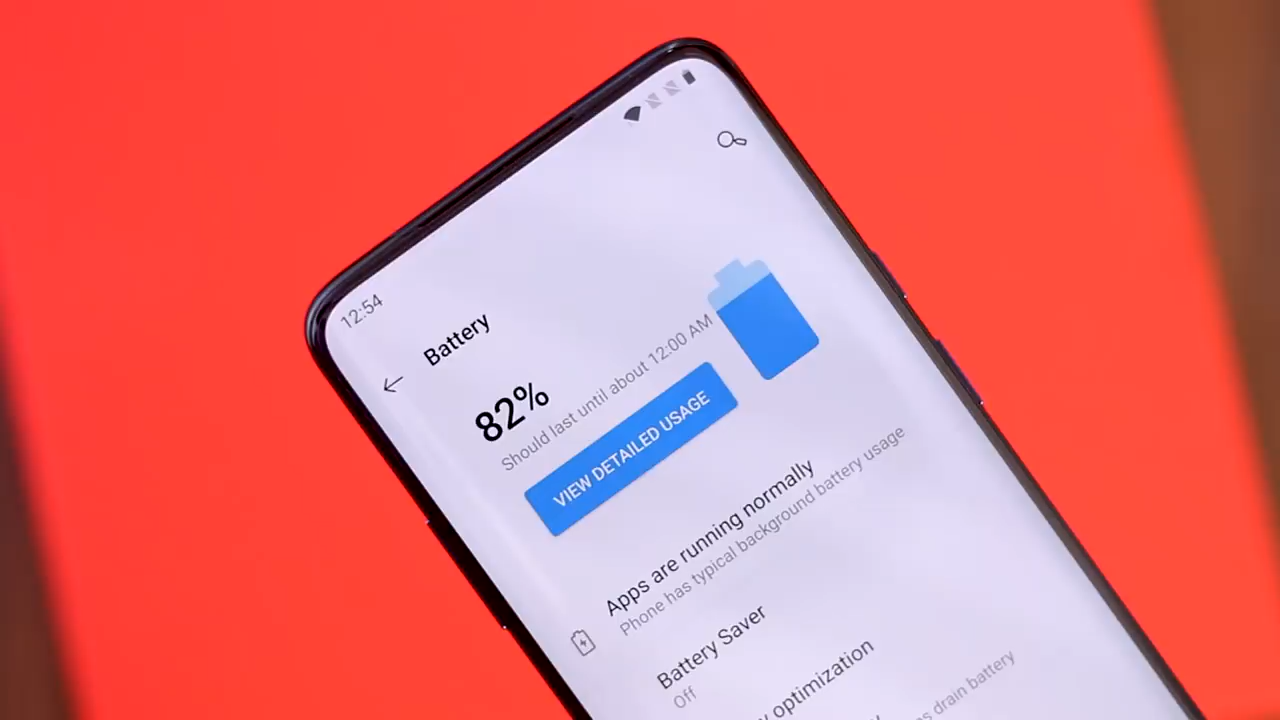 12:54
Battery
82%
Should last until about 12:00 AM
VIEW DETAILED USAGE
Apps are running normally
Phone has typical background battery usage
Battery Saver
Off
optimization
drain battery